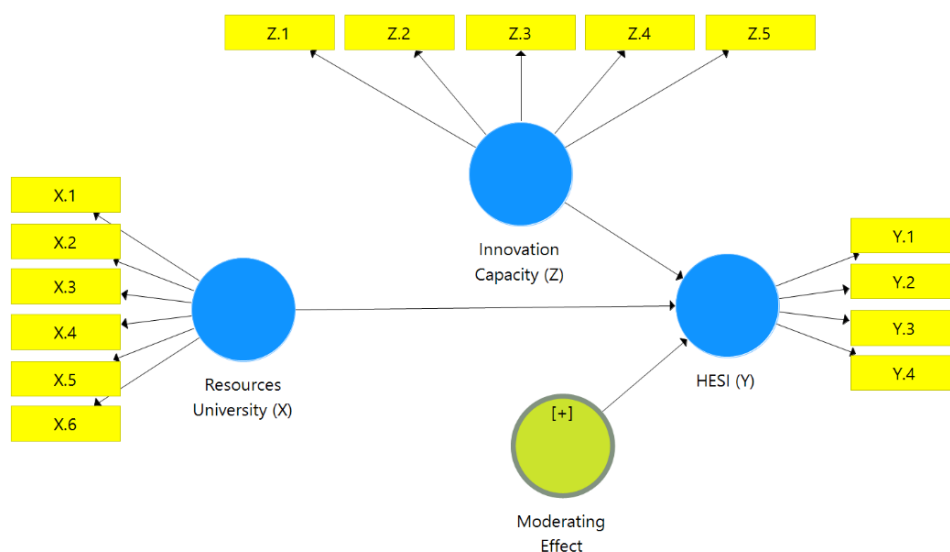 Z.1
Z.2
Z.3
Z.4
Z.5
Innovation
Capacity (Z)
X.1
X.2
X.3
X.4
X.5
X.6
Resources
University (X)
Y.1
Y.2
Y.3
Y.4
HESI (Y)
[+]
Moderating
Effect